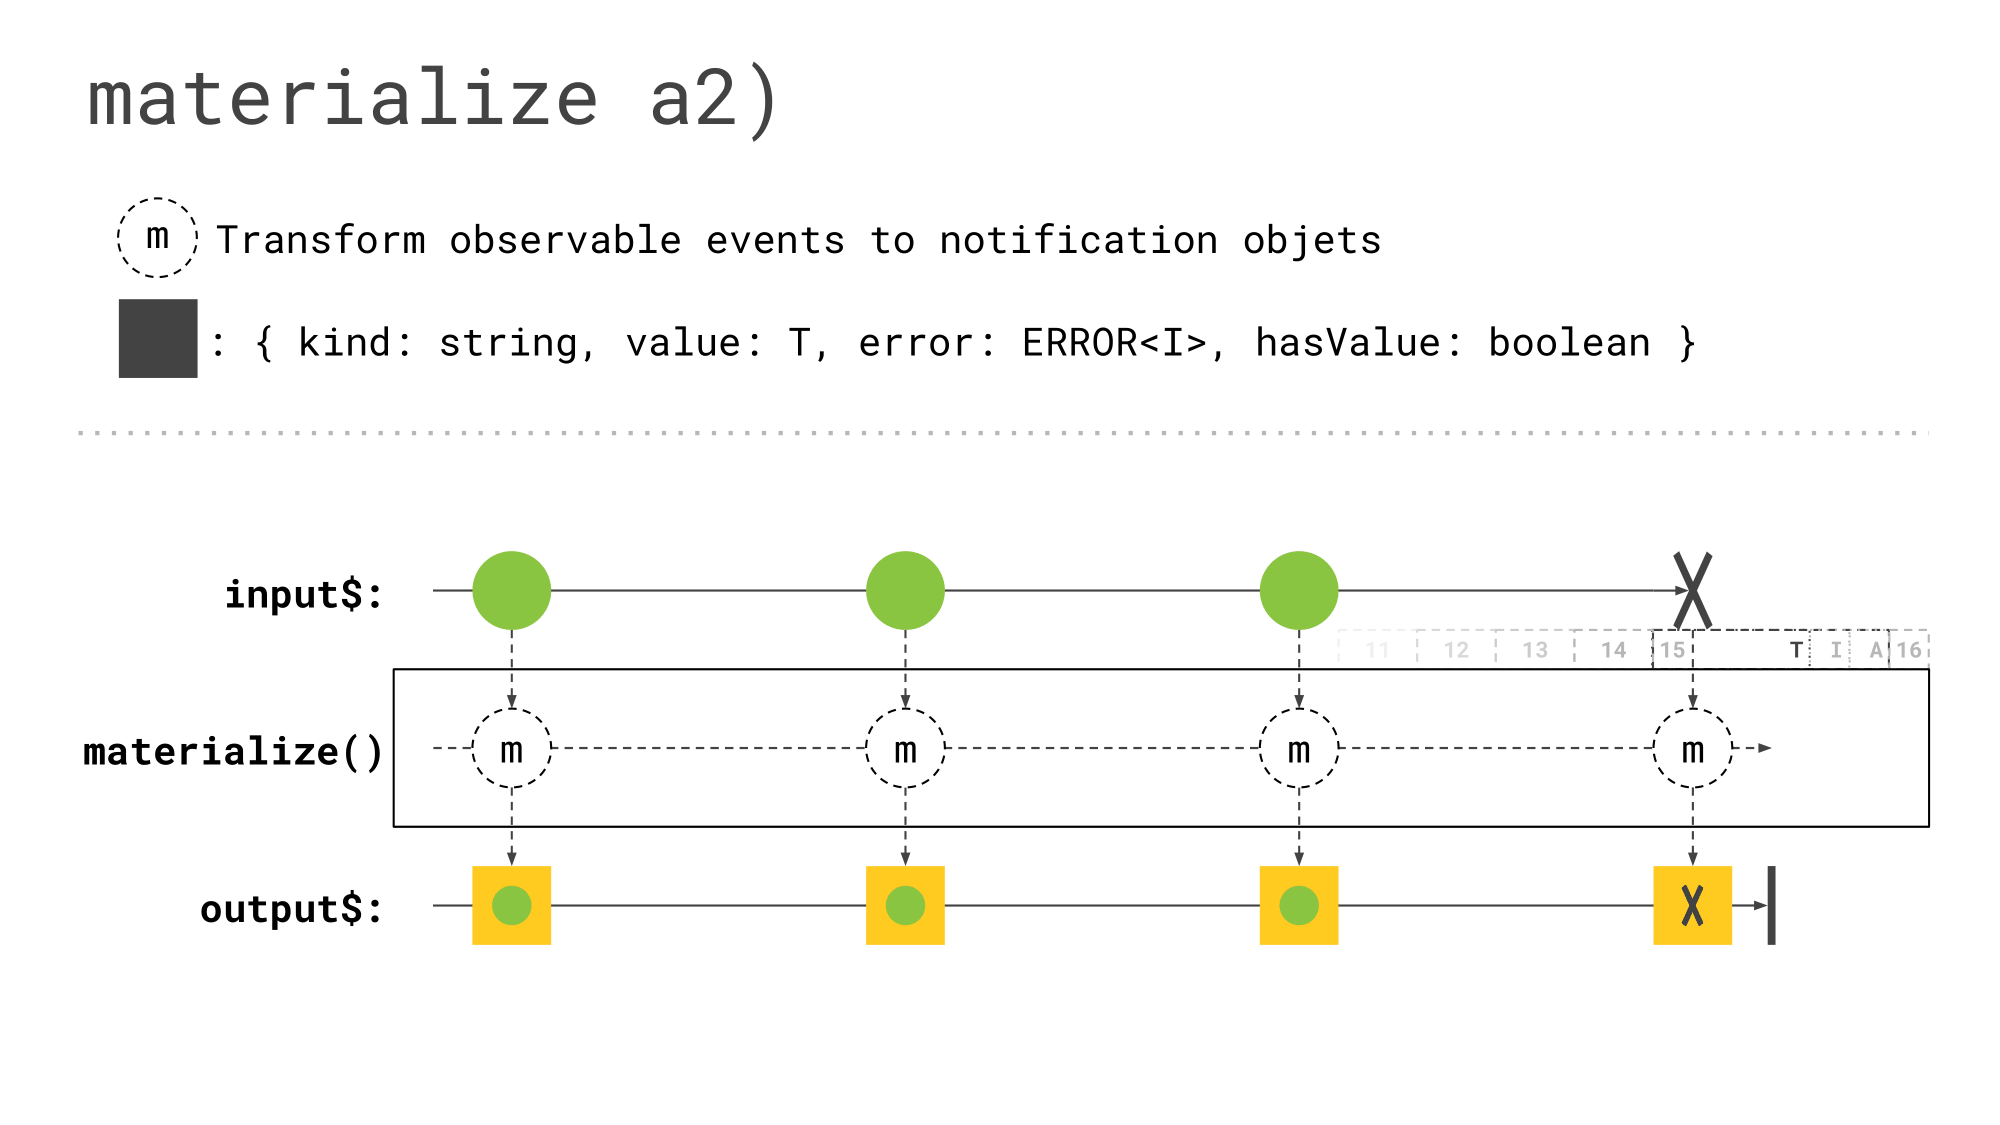 materialize a2)
m Transform observable events to notification objets
: { kind: string, value: T, error: ERROR<I>, hasValue: boolean }
input$:
11 12 13 14 15 T I A 16
materialize() m m m m
output$: